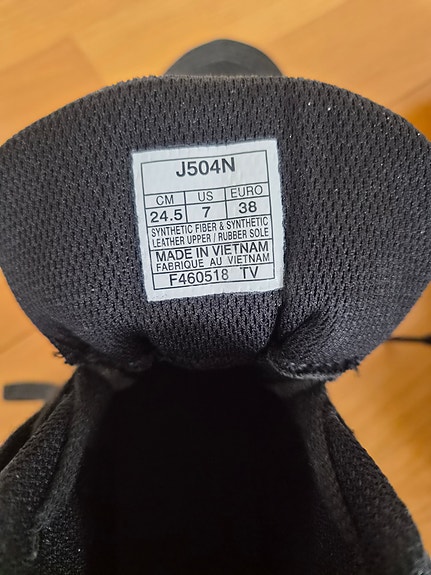 J504N
CM US EURO
24.5 7 38
SYNTHETIC FIBER & SYNTHETIC
LEATHER UPPER / RUBBER SOLE
MADE IN VIETNAM
FABRIQUE AU VIETNAM
F460518 TV